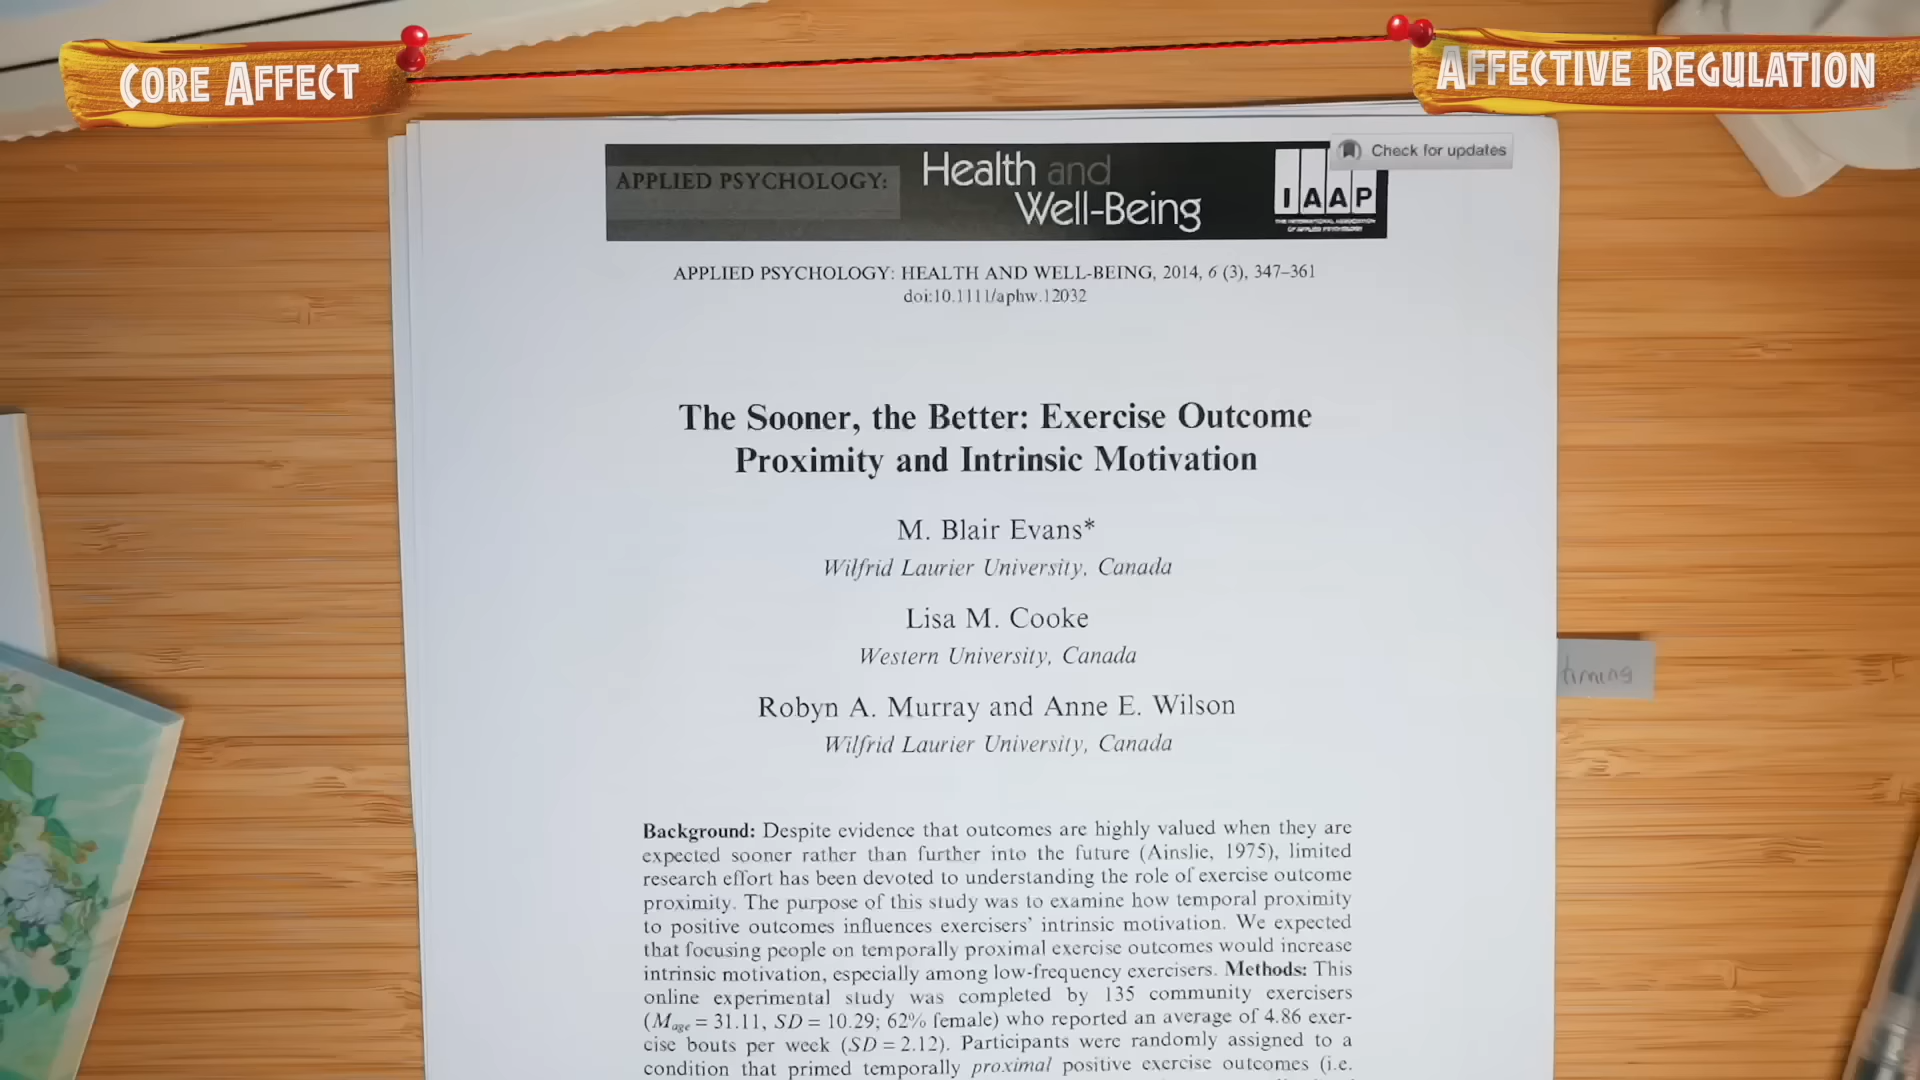 CORE AFFECT
AFFECTIVE REGULATION
APPLIED PSYCHOLOGY: Health and Well-Being
IAAP
THE INTERNATIONAL ASSOCIATION
OF APPLIED PSYCHOLOGY
Check for updates
APPLIED PSYCHOLOGY: HEALTH AND WELL-BEING, 2014, 6 (3), 347–361
doi:10.1111/aphw.12032
The Sooner, the Better: Exercise Outcome
Proximity and Intrinsic Motivation
M. Blair Evans*
Wilfrid Laurier University, Canada
Lisa M. Cooke
Western University, Canada
Robyn A. Murray and Anne E. Wilson
Wilfrid Laurier University, Canada
timing
Background: Despite evidence that outcomes are highly valued when they are
expected sooner rather than further into the future (Ainslie, 1975), limited
research effort has been devoted to understanding the role of exercise outcome
proximity. The purpose of this study was to examine how temporal proximity
to positive outcomes influences exercisers' intrinsic motivation. We expected
that focusing people on temporally proximal exercise outcomes would increase
intrinsic motivation, especially among low-frequency exercisers. Methods: This
online experimental study was completed by 135 community exercisers
(Mage = 31.11, SD = 10.29; 62% female) who reported an average of 4.86 exer-
cise bouts per week (SD = 2.12). Participants were randomly assigned to a
condition that primed temporally proximal positive exercise outcomes (i.e.